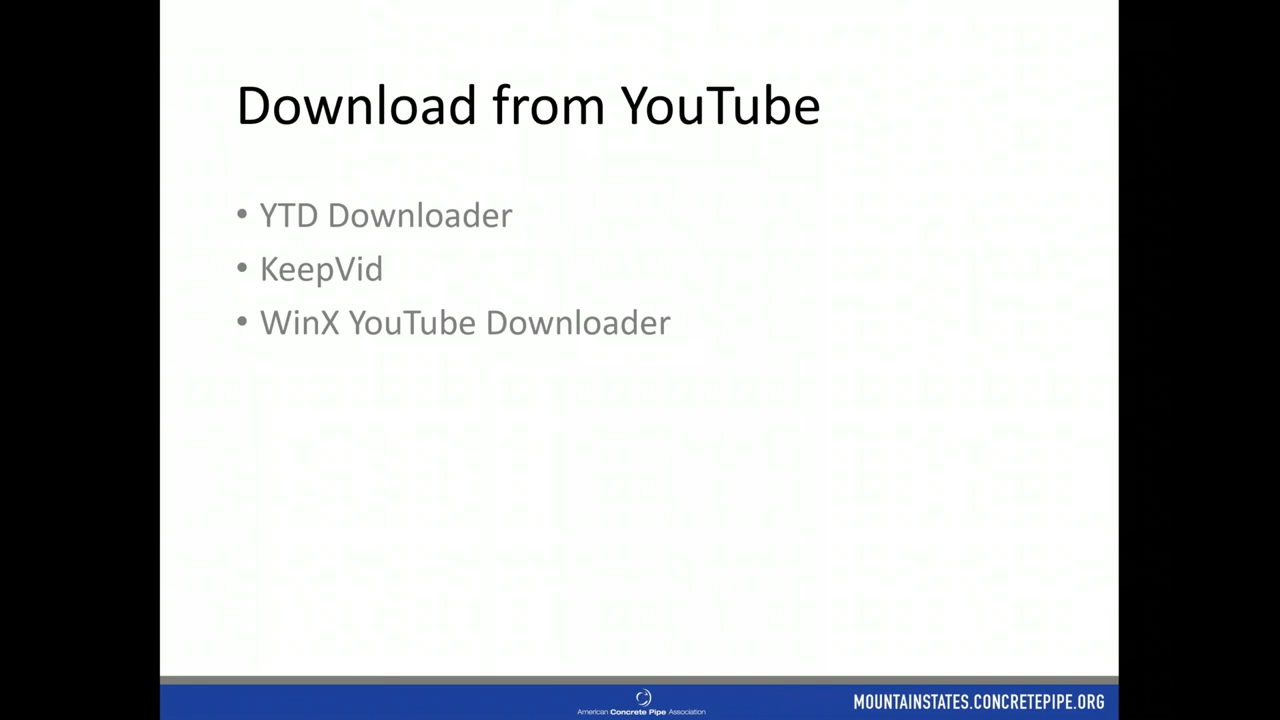 Download from YouTube
• YTD Downloader
• KeepVid
• WinX YouTube Downloader
American Concrete Pipe Association
MOUNTAINSTATES.CONCRETEPIPE.ORG